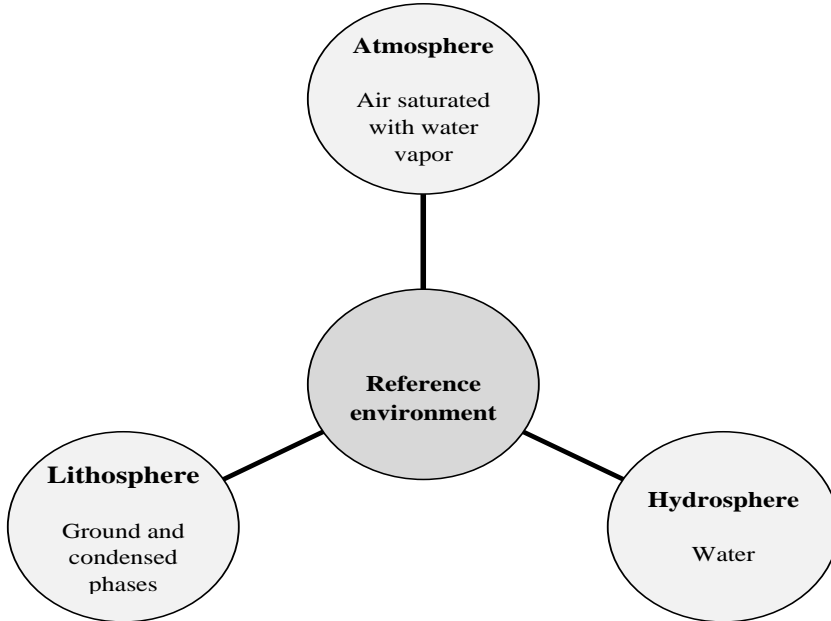 Atmosphere
Air saturated
with water
vapor
Reference
environment
Lithosphere
Ground and
condensed
phases
Hydrosphere
Water